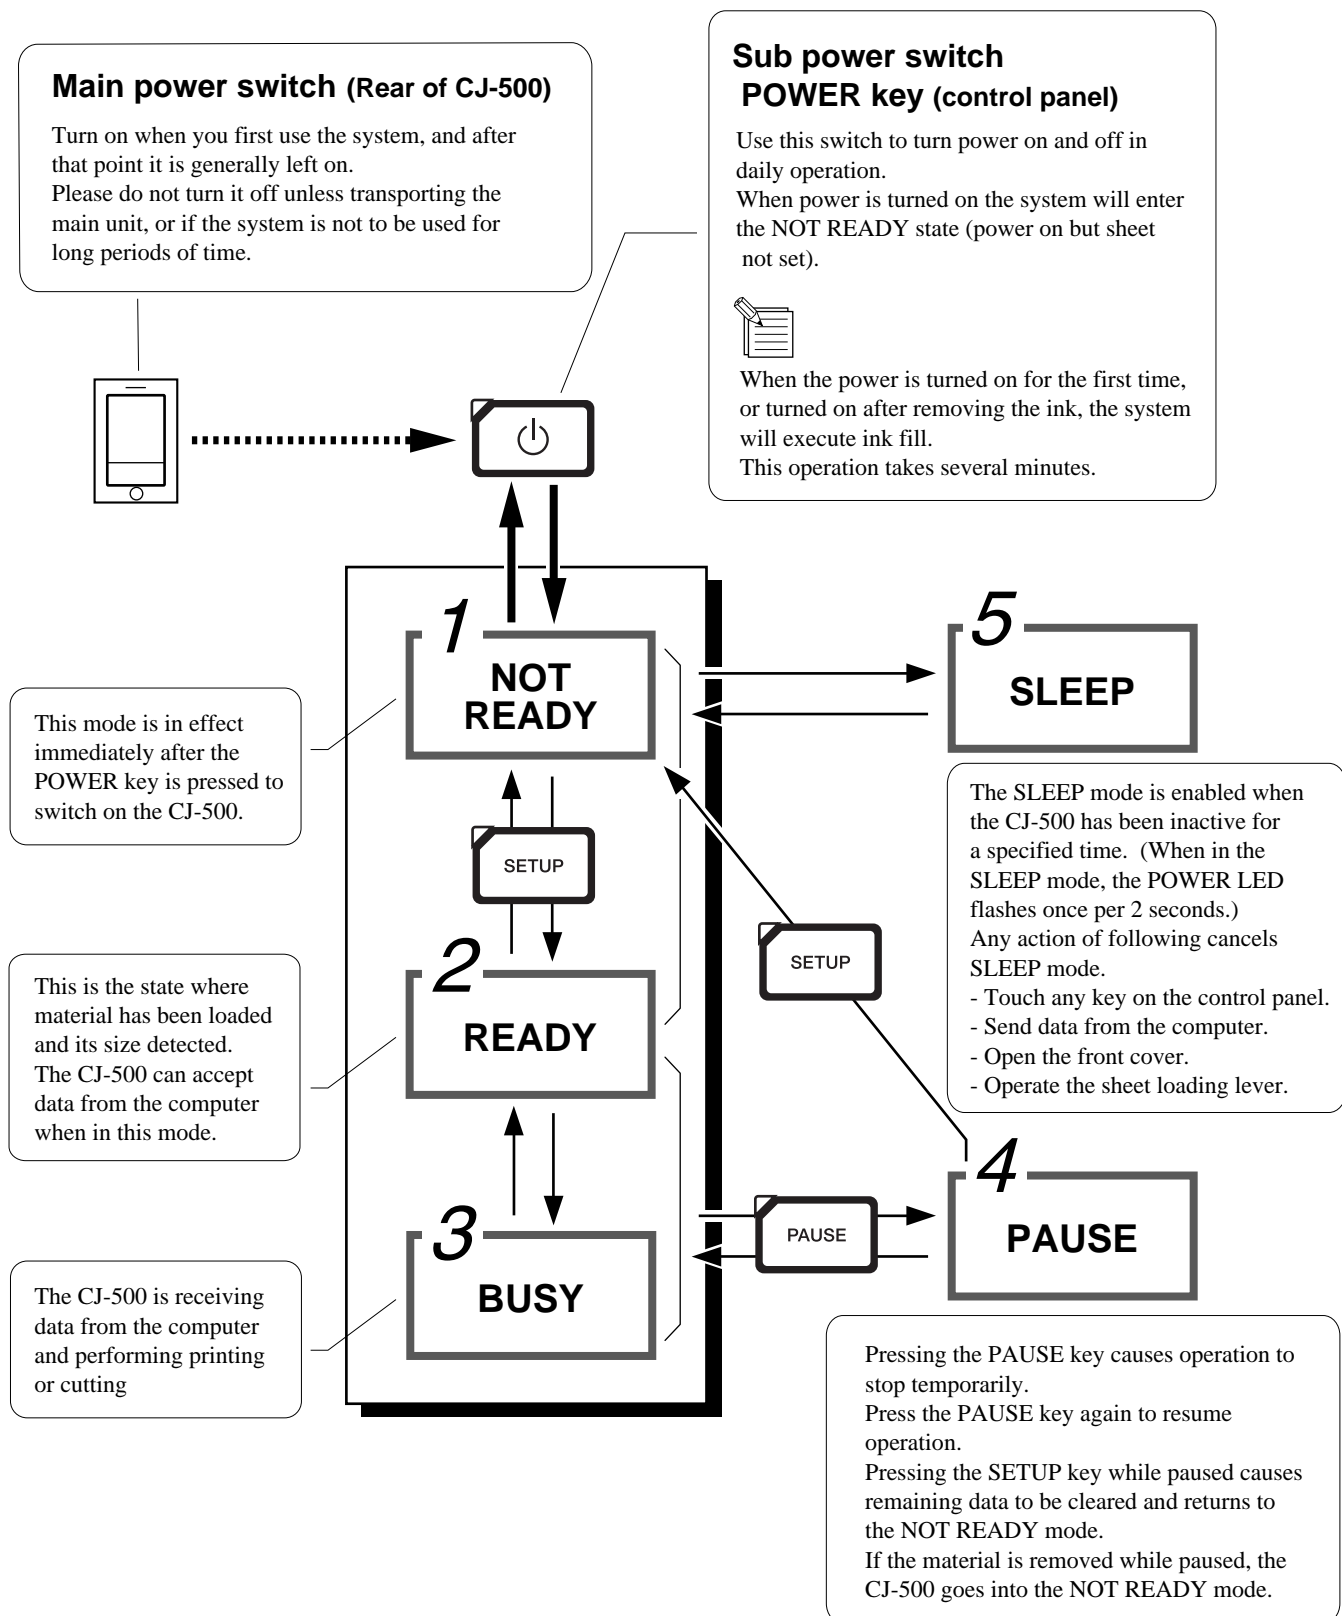 Main power switch (Rear of CJ-500)
Turn on when you first use the system, and after
that point it is generally left on.
Please do not turn it off unless transporting the
main unit, or if the system is not to be used for
long periods of time.
Sub power switch
POWER key (control panel)
Use this switch to turn power on and off in
daily operation.
When power is turned on the system will enter
the NOT READY state (power on but sheet
not set).
When the power is turned on for the first time,
or turned on after removing the ink, the system
will execute ink fill.
This operation takes several minutes.
1
NOT
READY
This mode is in effect
immediately after the
POWER key is pressed to
switch on the CJ-500.
SETUP
2
READY
This is the state where
material has been loaded
and its size detected.
The CJ-500 can accept
data from the computer
when in this mode.
3
BUSY
The CJ-500 is receiving
data from the computer
and performing printing
or cutting
5
SLEEP
The SLEEP mode is enabled when
the CJ-500 has been inactive for
a specified time. (When in the
SLEEP mode, the POWER LED
flashes once per 2 seconds.)
Any action of following cancels
SLEEP mode.
- Touch any key on the control panel.
- Send data from the computer.
- Open the front cover.
- Operate the sheet loading lever.
SETUP
4
PAUSE
PAUSE
Pressing the PAUSE key causes operation to
stop temporarily.
Press the PAUSE key again to resume
operation.
Pressing the SETUP key while paused causes
remaining data to be cleared and returns to
the NOT READY mode.
If the material is removed while paused, the
CJ-500 goes into the NOT READY mode.